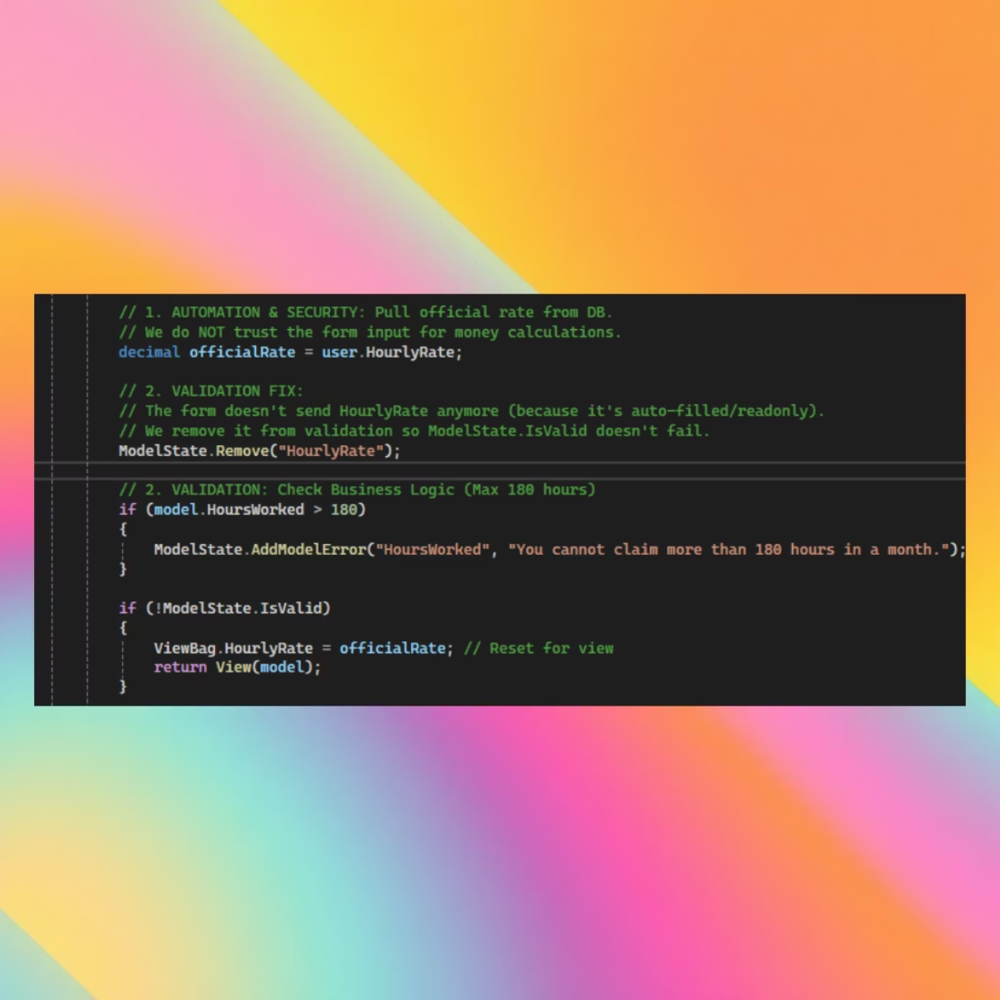 // 1. AUTOMATION & SECURITY: Pull official rate from DB.
// We do NOT trust the form input for money calculations.
decimal officialRate = user.HourlyRate;
// 2. VALIDATION FIX:
// The form doesn't send HourlyRate anymore (because it's auto-filled/readonly).
// We remove it from validation so ModelState.IsValid doesn't fail.
ModelState.Remove("HourlyRate");
// 2. VALIDATION: Check Business Logic (Max 180 hours)
if (model.HoursWorked > 180)
{
ModelState.AddModelError("HoursWorked", "You cannot claim more than 180 hours in a month.");
}
if (!ModelState.IsValid)
{
ViewBag.HourlyRate = officialRate; // Reset for view
return View(model);
}